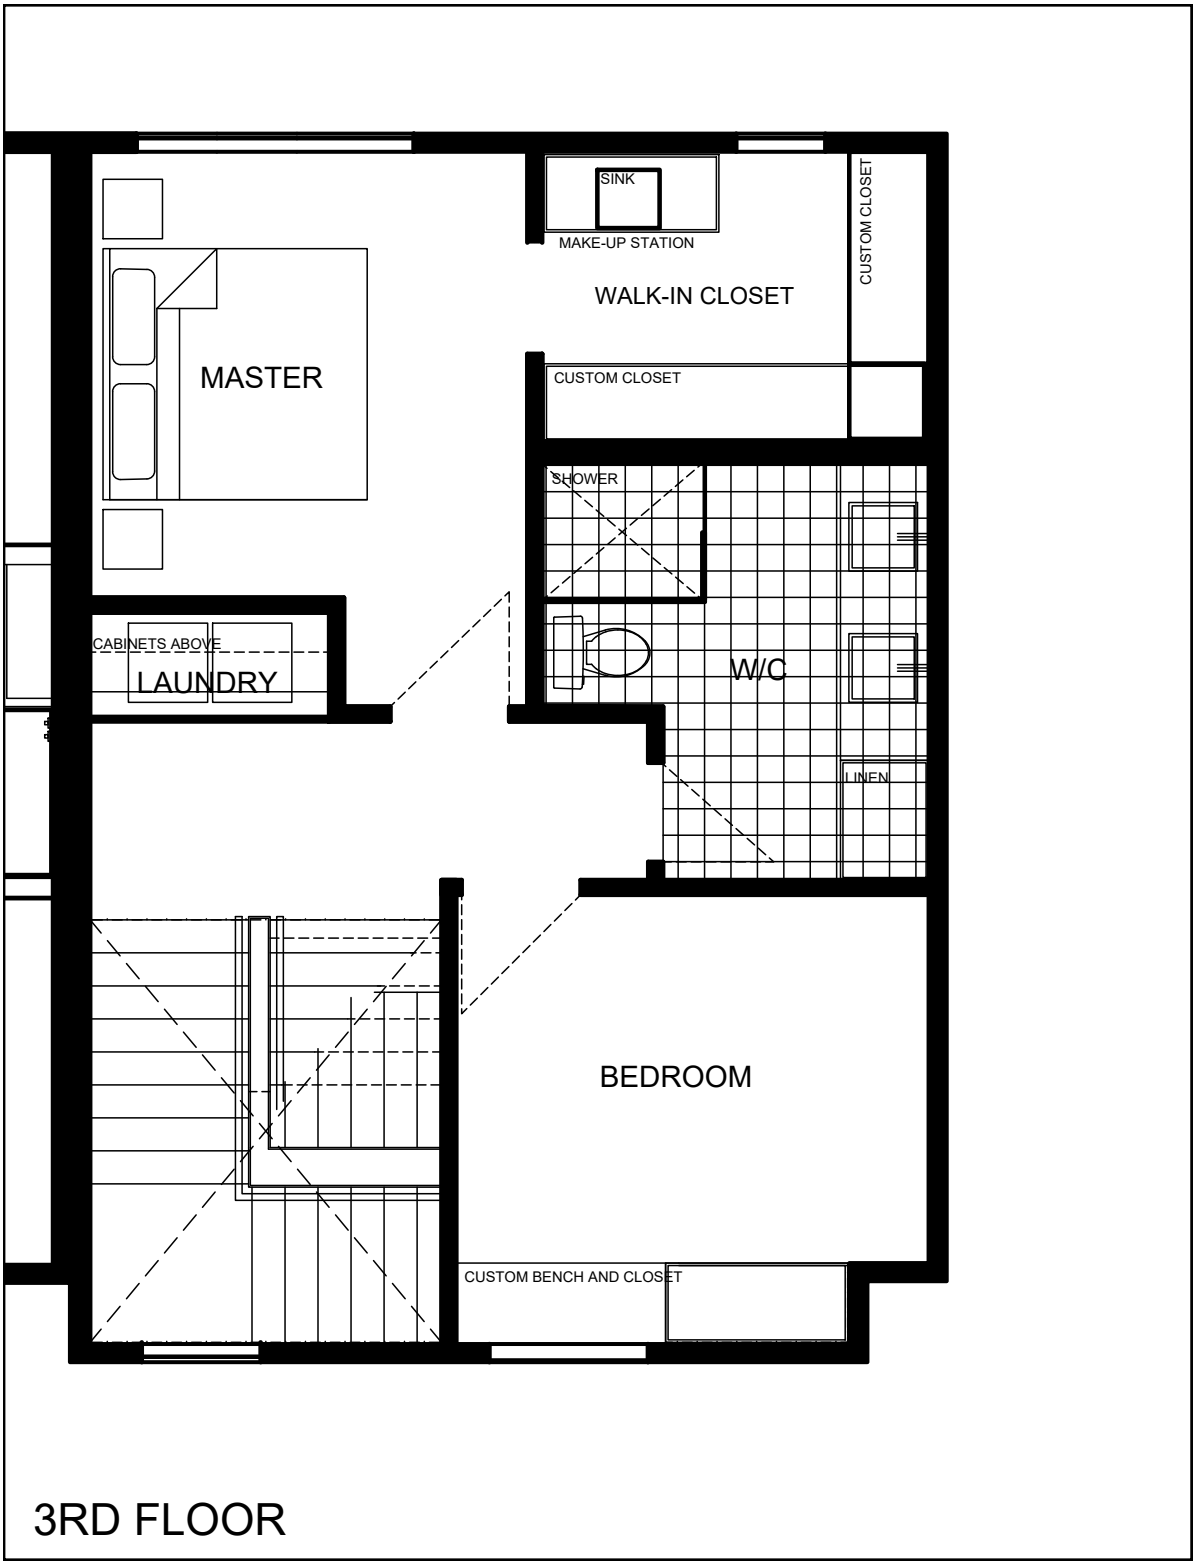 SINK
MAKE-UP STATION
CUSTOM CLOSET
WALK-IN CLOSET
MASTER
CUSTOM CLOSET
SHOWER
CABINETS ABOVE
LAUNDRY
W/C
LINEN
BEDROOM
CUSTOM BENCH AND CLOSET
3RD FLOOR